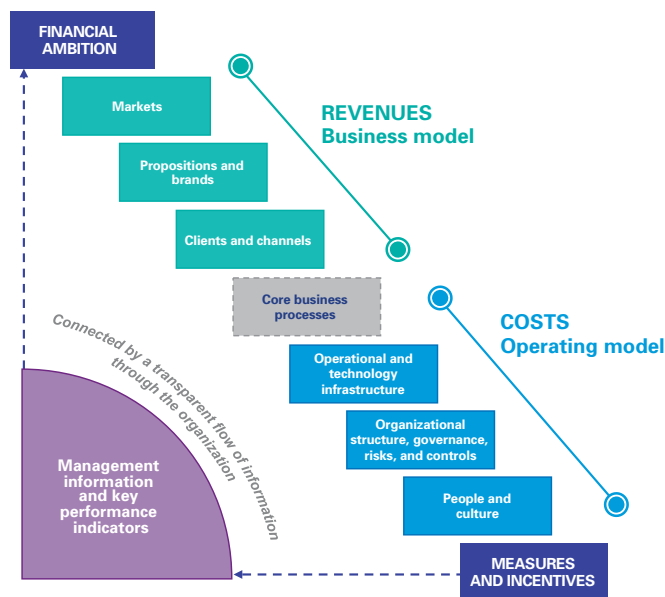 FINANCIAL
AMBITION
Markets
REVENUES
Business model
Propositions and
brands
Clients and channels
Core business
processes
COSTS
Operating model
Connected by a transparent flow of information
through the organization
Operational and
technology
infrastructure
Organizational
structure, governance,
risks, and controls
Management
information
and key
performance
indicators
People and
culture
MEASURES
AND INCENTIVES